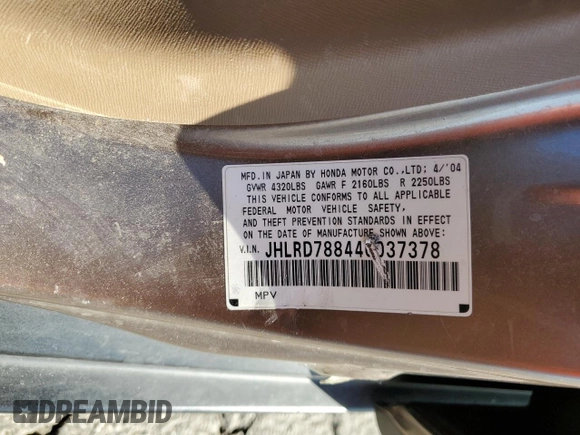 MFD.IN JAPAN BY HONDA MOTOR CO.,LTD: 4/'04
GVWR 4320LBS GAWR F 2160LBS R 2250LBS
THIS VEHICLE CONFORMS TO ALL APPLICABLE
FEDERAL MOTOR VEHICLE SAFETY,
AND THEFT PREVENTION STANDARDS IN EFFECT
ON THE DATE OF MANUFACTURE SHOWN ABOVE:
V.I.N.
MPV
DREAMBID